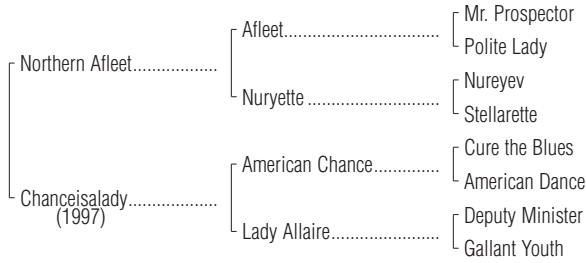 Mr. Prospector
Afleet
Polite Lady
Northern Afleet
Nureyev
Nuryette
Stellarette
Cure the Blues
American Chance
American Dance
Chanceisalady
(1997)
Deputy Minister
Lady Allaire
Gallant Youth